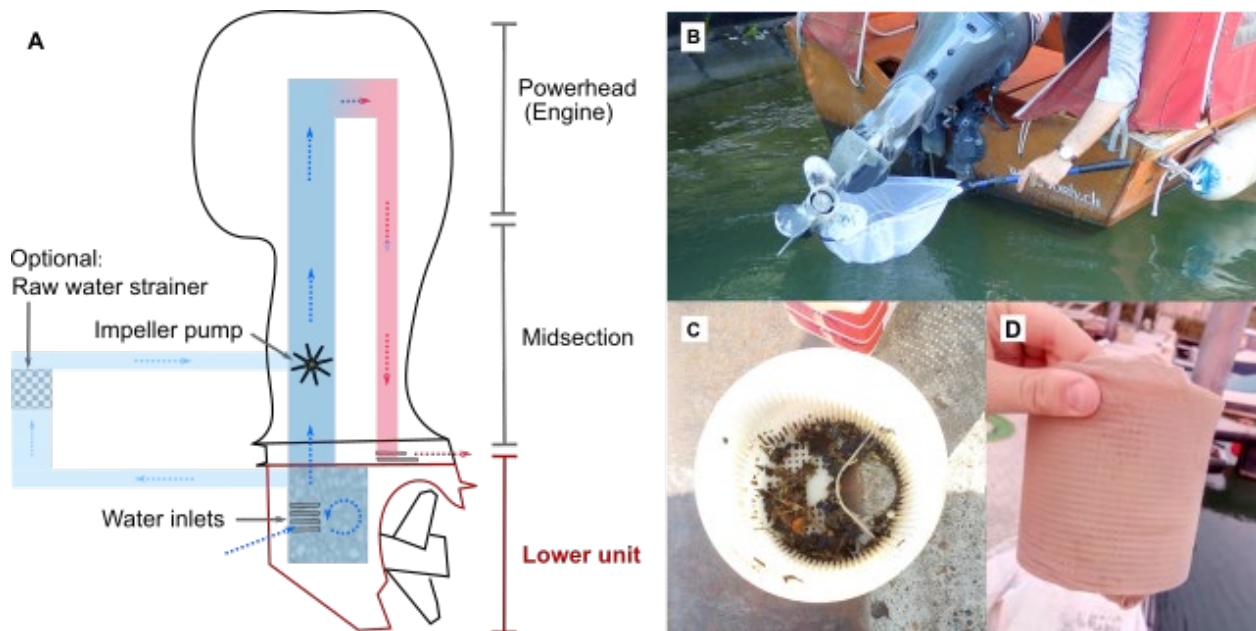 A
Powerhead
(Engine)
Optional:
Raw water strainer
Impeller pump
Midsection
Water inlets
Lower unit
B
C
D